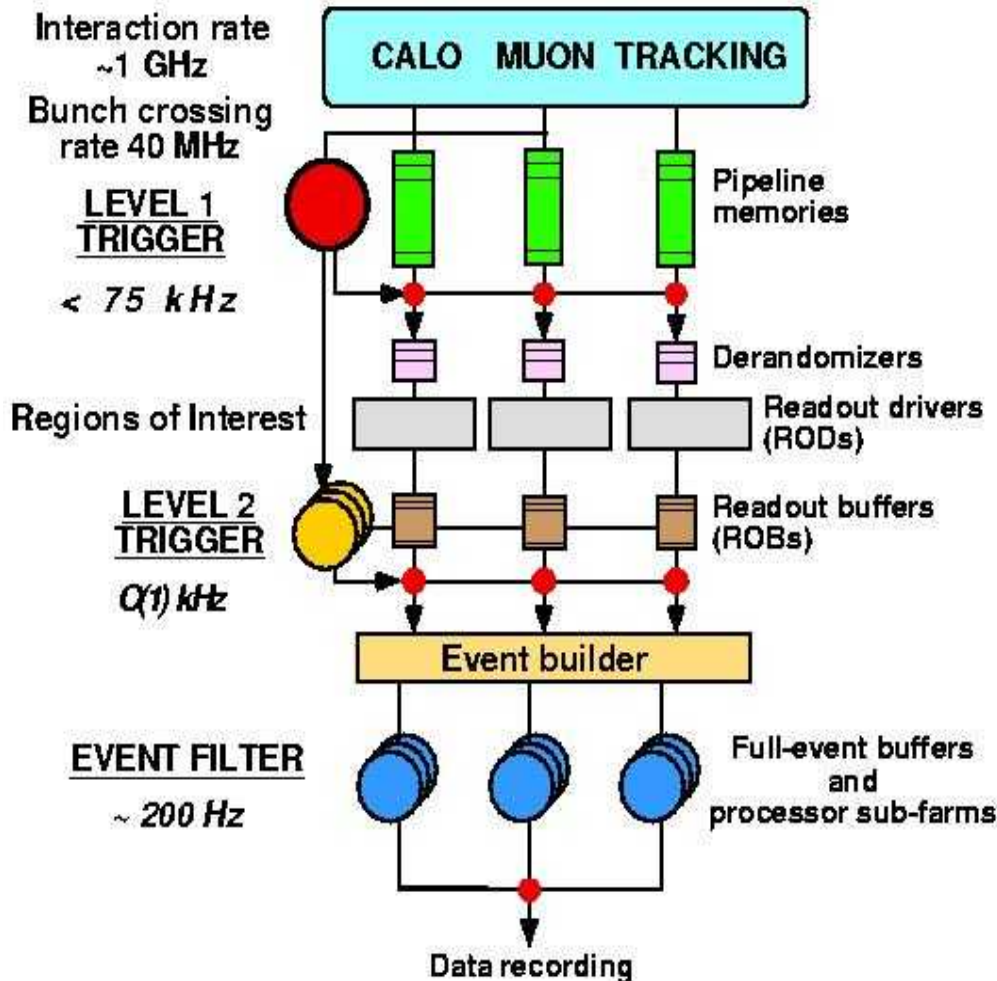 Interaction rate
~1 GHz
CALO MUON TRACKING
Bunch crossing
rate 40 MHz
LEVEL 1
TRIGGER
< 75 kHz
Pipeline
memories
Derandomizers
Regions of Interest
Readout drivers
(RODs)
LEVEL 2
TRIGGER
O(1) kHz
Readout buffers
(ROBs)
Event builder
EVENT FILTER
~ 200 Hz
Full-event buffers
and
processor sub-farms
Data recording